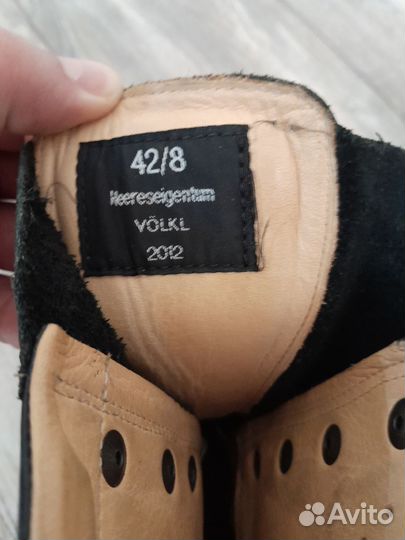 42/8
Heereseigentum
VÖLKL
2012
Avito